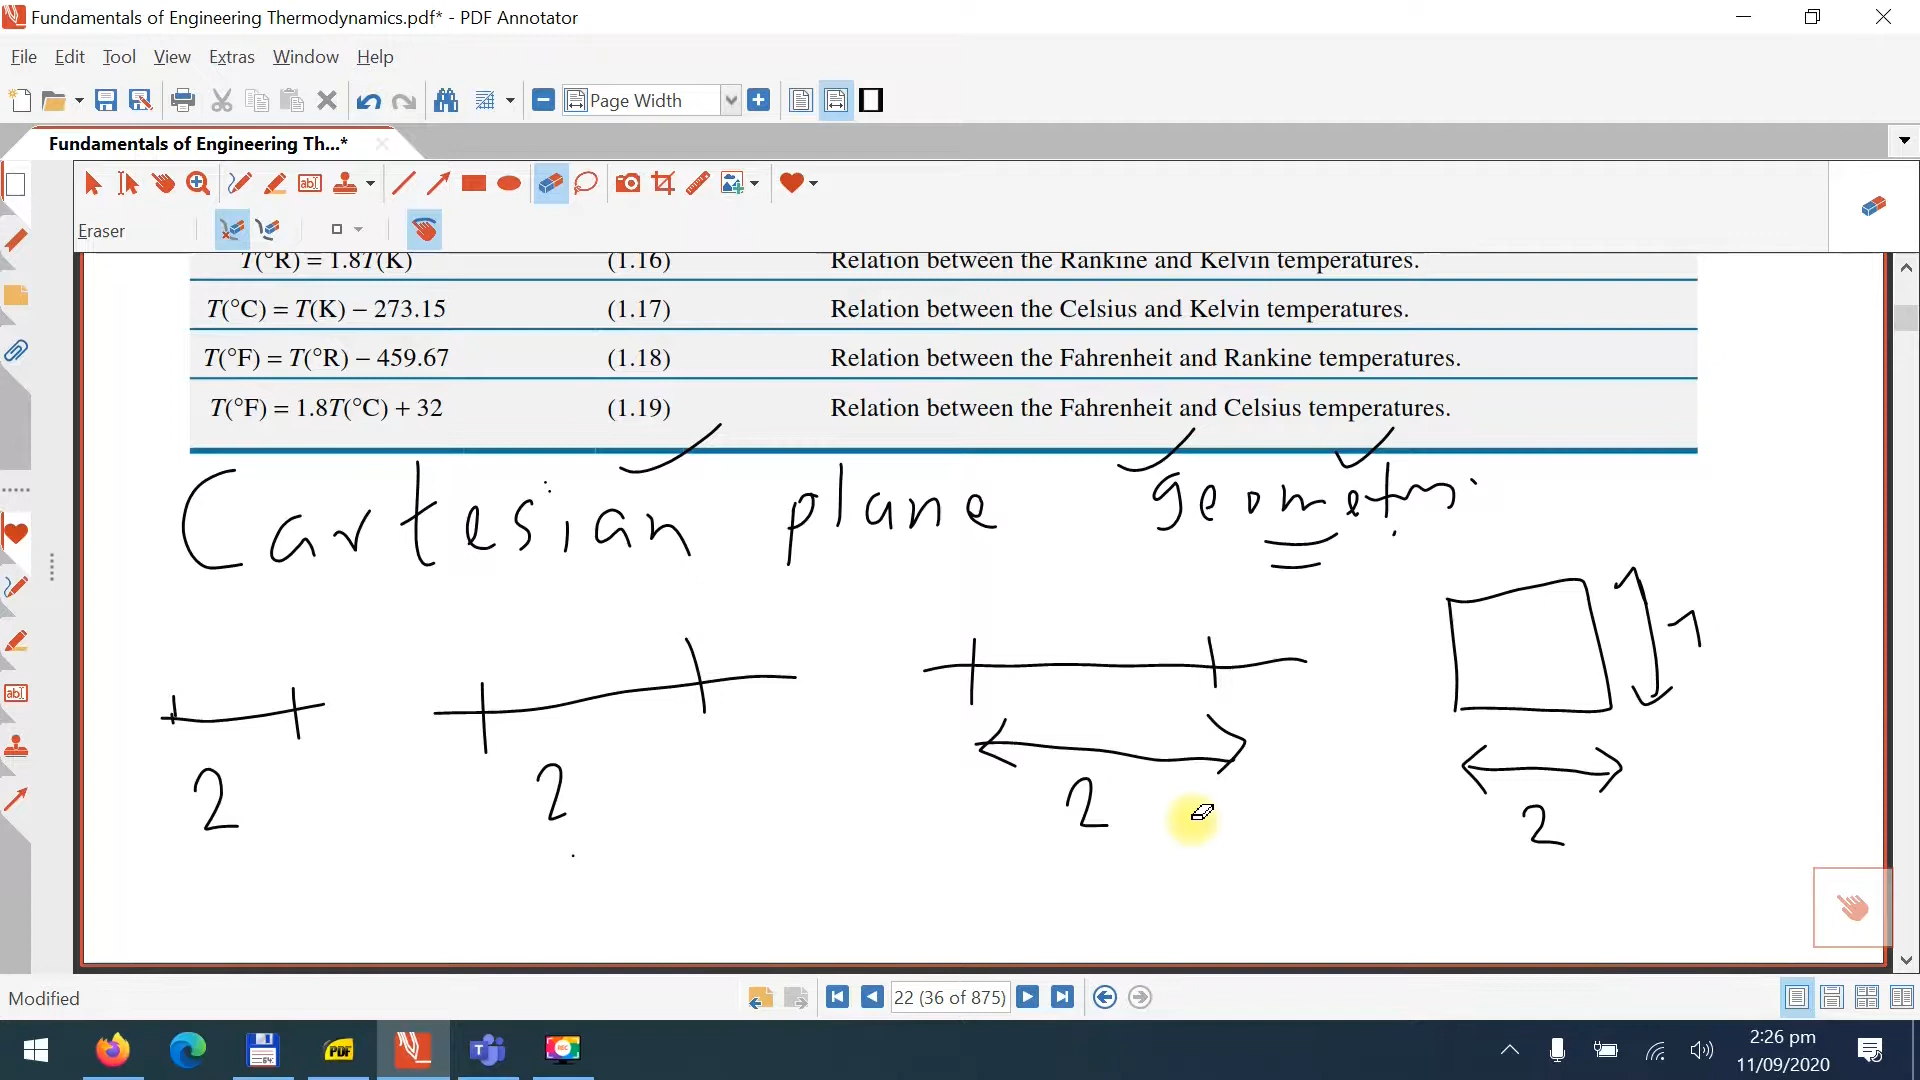 Fundamentals of Engineering Thermodynamics.pdf* - PDF Annotator
File Edit Tool View Extras Window Help
Page Width
Fundamentals of Engineering Th...*
Eraser
T(°R) = 1.8T(K) (1.16) Relation between the Rankine and Kelvin temperatures.
T(°C) = T(K) − 273.15 (1.17) Relation between the Celsius and Kelvin temperatures.
T(°F) = T(°R) − 459.67 (1.18) Relation between the Fahrenheit and Rankine temperatures.
T(°F) = 1.8T(°C) + 32 (1.19) Relation between the Fahrenheit and Celsius temperatures.
Cartesian plane
2 2 2 2
Modified
22 (36 of 875)
2:26 pm
11/09/2020